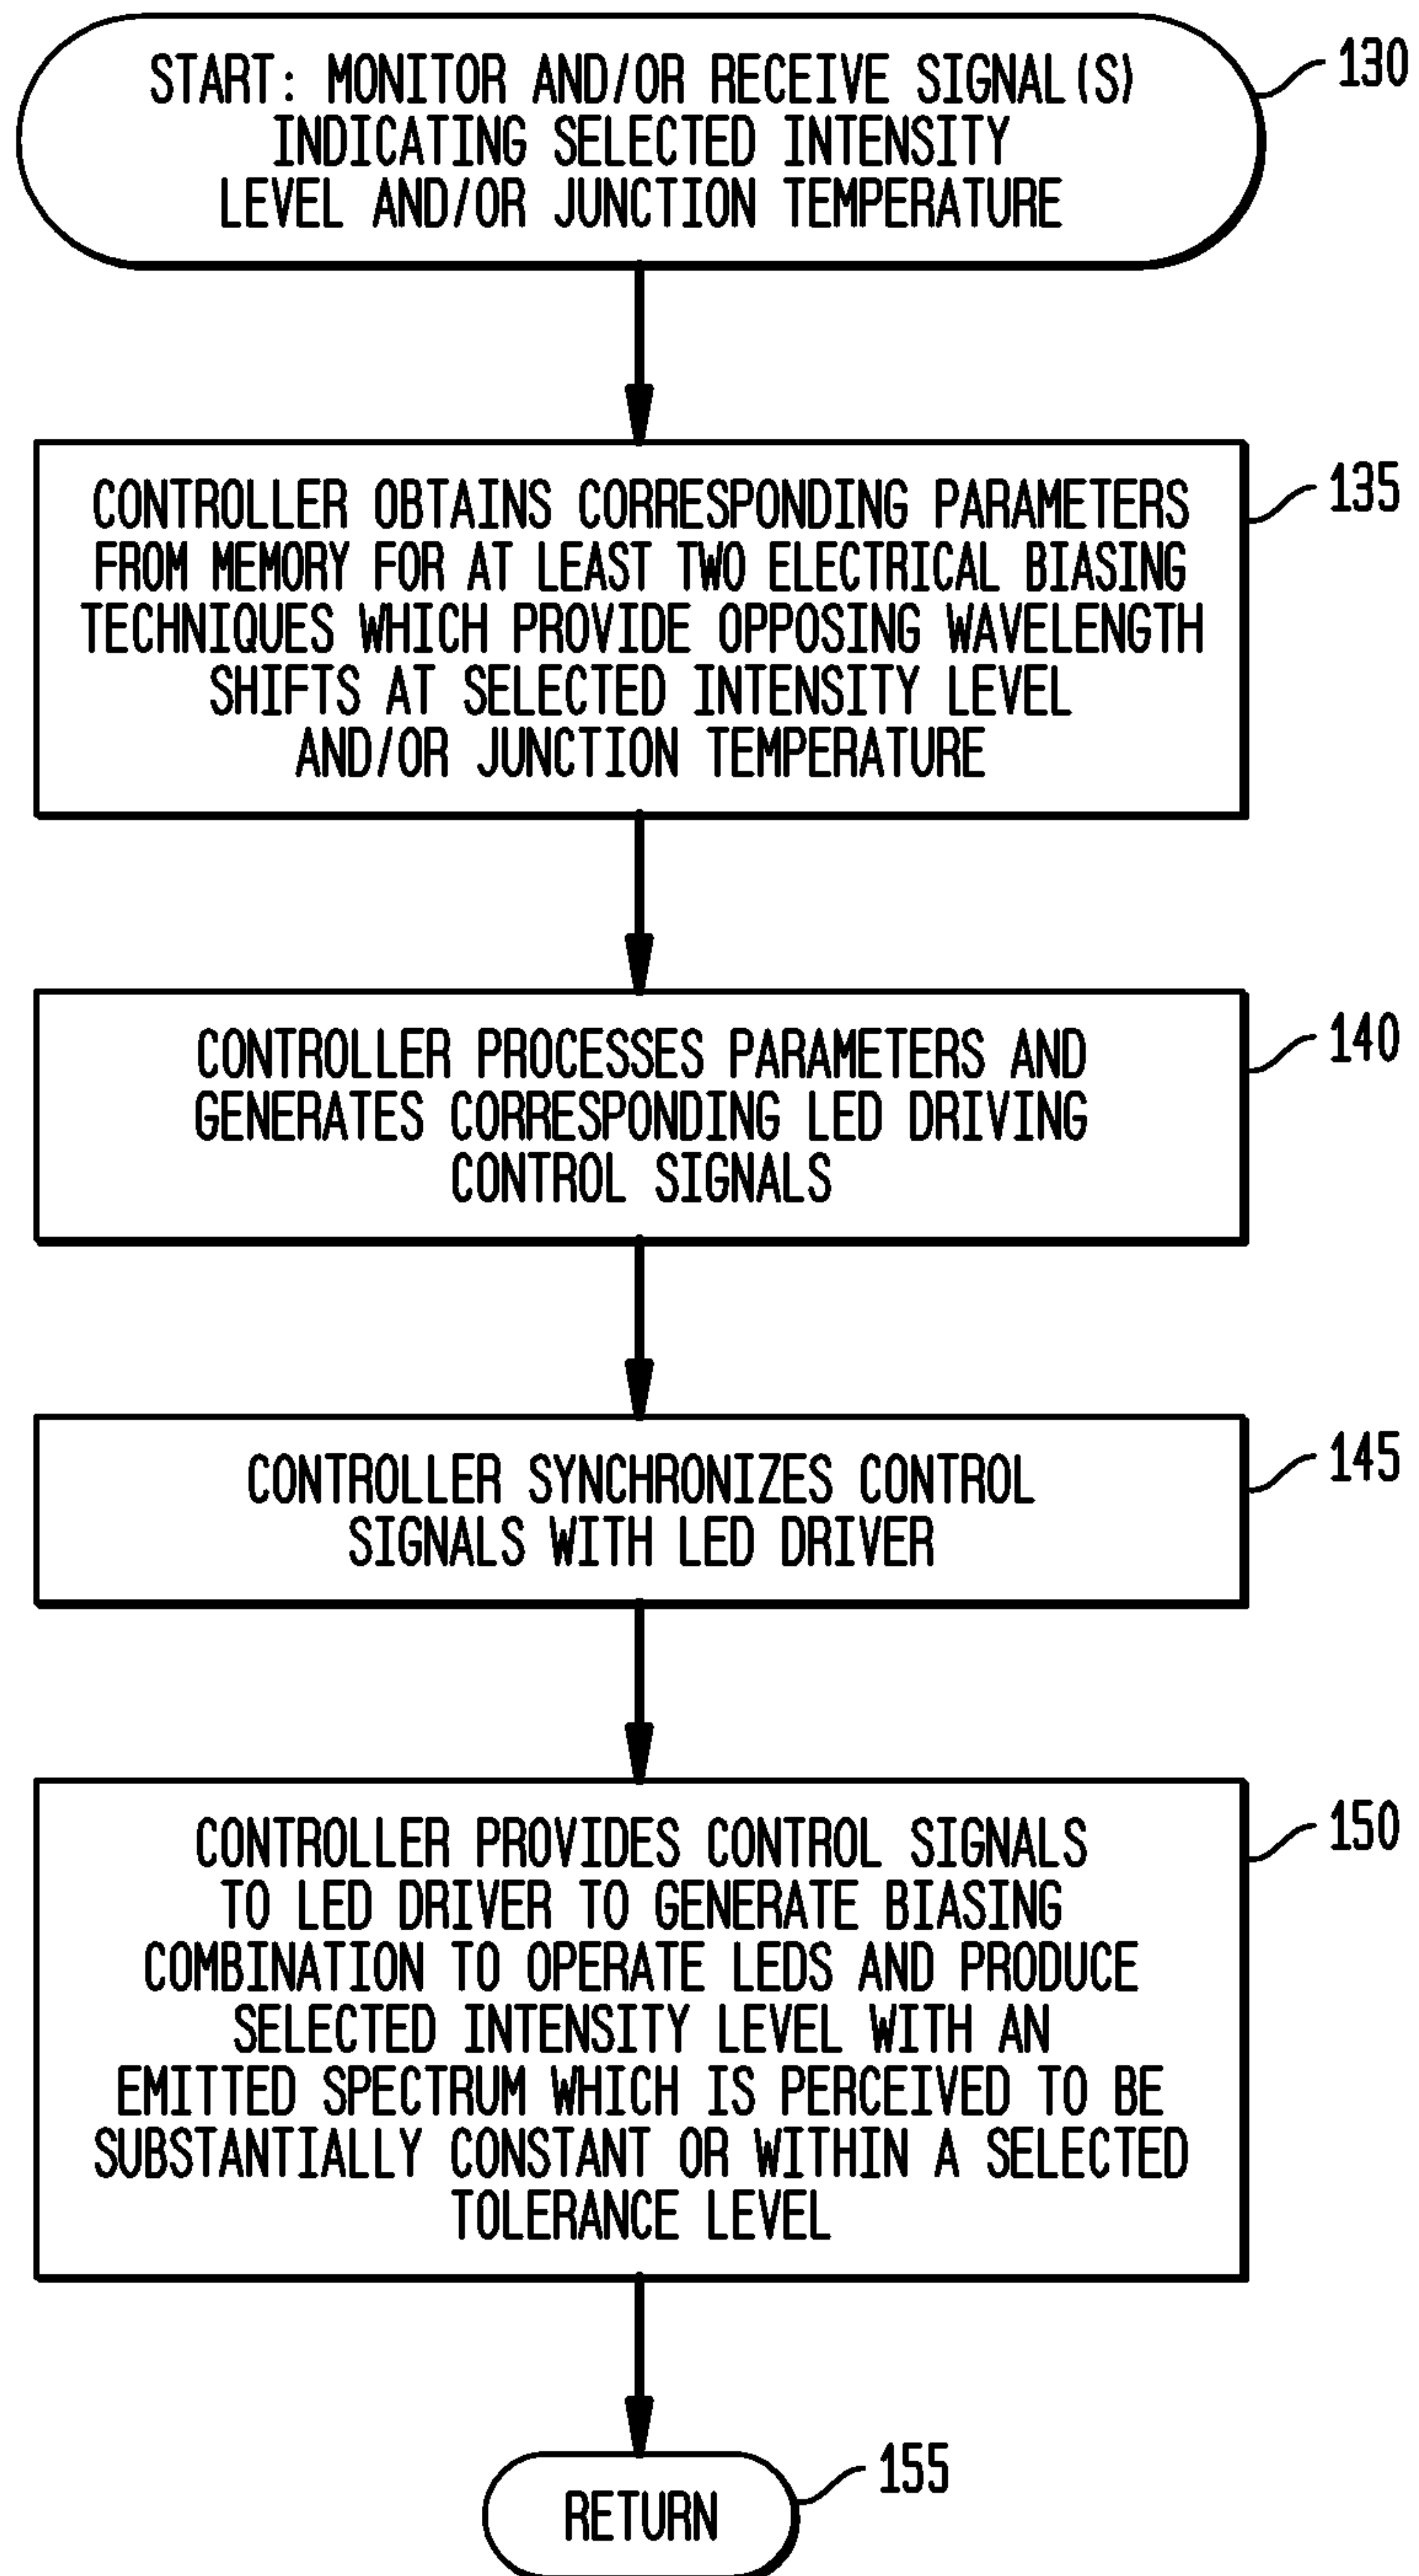 START: MONITOR AND/OR RECEIVE SIGNAL(S)
INDICATING SELECTED INTENSITY
LEVEL AND/OR JUNCTION TEMPERATURE
130
CONTROLLER OBTAINS CORRESPONDING PARAMETERS
FROM MEMORY FOR AT LEAST TWO ELECTRICAL BIASING
TECHNIQUES WHICH PROVIDE OPPOSING WAVELENGTH
SHIFTS AT SELECTED INTENSITY LEVEL
AND/OR JUNCTION TEMPERATURE
135
CONTROLLER PROCESSES PARAMETERS AND
GENERATES CORRESPONDING LED DRIVING
CONTROL SIGNALS
140
CONTROLLER SYNCHRONIZES CONTROL
SIGNALS WITH LED DRIVER
145
CONTROLLER PROVIDES CONTROL SIGNALS
TO LED DRIVER TO GENERATE BIASING
COMBINATION TO OPERATE LEDS AND PRODUCE
SELECTED INTENSITY LEVEL WITH AN
EMITTED SPECTRUM WHICH IS PERCEIVED TO BE
SUBSTANTIALLY CONSTANT OR WITHIN A SELECTED
TOLERANCE LEVEL
150
RETURN
155